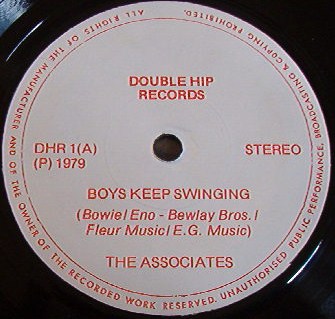 ALL RIGHTS OF THE MANUFACTURER AND OF THE OWNER OF THE RECORDED WORK RESERVED. UNAUTHORISED PUBLIC PERFORMANCE, BROADCASTING & COPYING PROHIBITED.
DOUBLE HIP
RECORDS
DHR 1(A)
STEREO
(P) 1979
BOYS KEEP SWINGING
(Bowie/ Eno - Bewlay Bros. /
Fleur Music/ E.G. Music)
THE ASSOCIATES